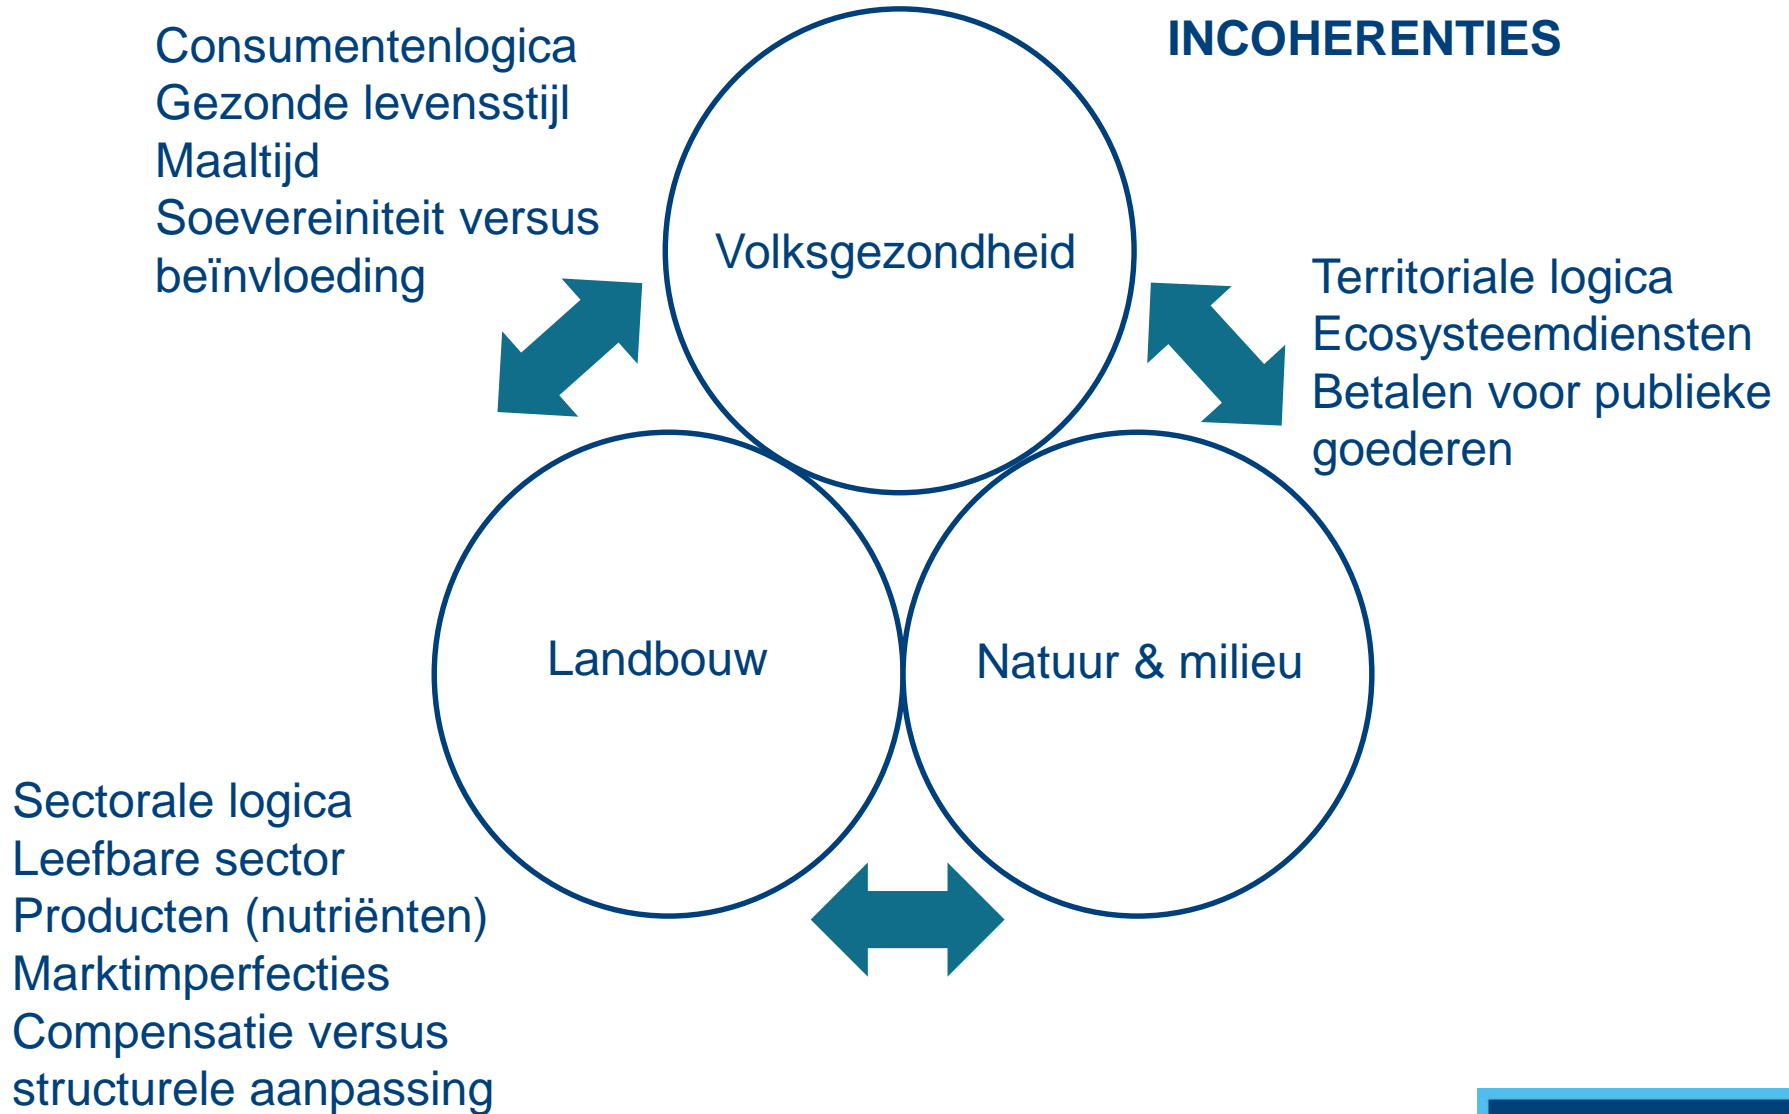 INCOHERENTIES
Consumentenlogica
Gezonde levensstijl
Maaltijd
Soevereiniteit versus
beïnvloeding
Volksgezondheid
Territoriale logica
Ecosysteemdiensten
Betalen voor publieke
goederen
Landbouw
Natuur & milieu
Sectorale logica
Leefbare sector
Producten (nutriënten)
Marktimperfecties
Compensatie versus
structurele aanpassing